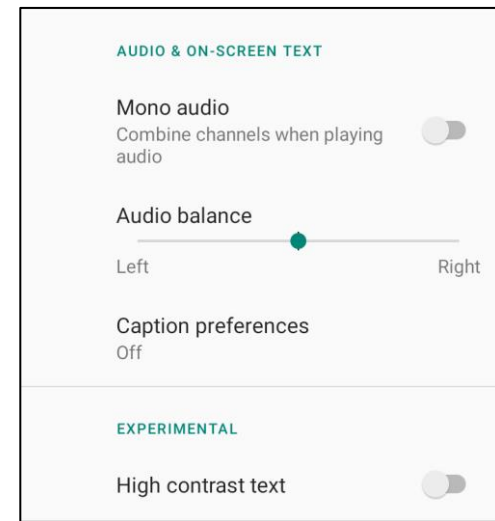 AUDIO & ON-SCREEN TEXT
Mono audio
Combine channels when playing
audio
Audio balance
Left Right
Caption preferences
Off
EXPERIMENTAL
High contrast text